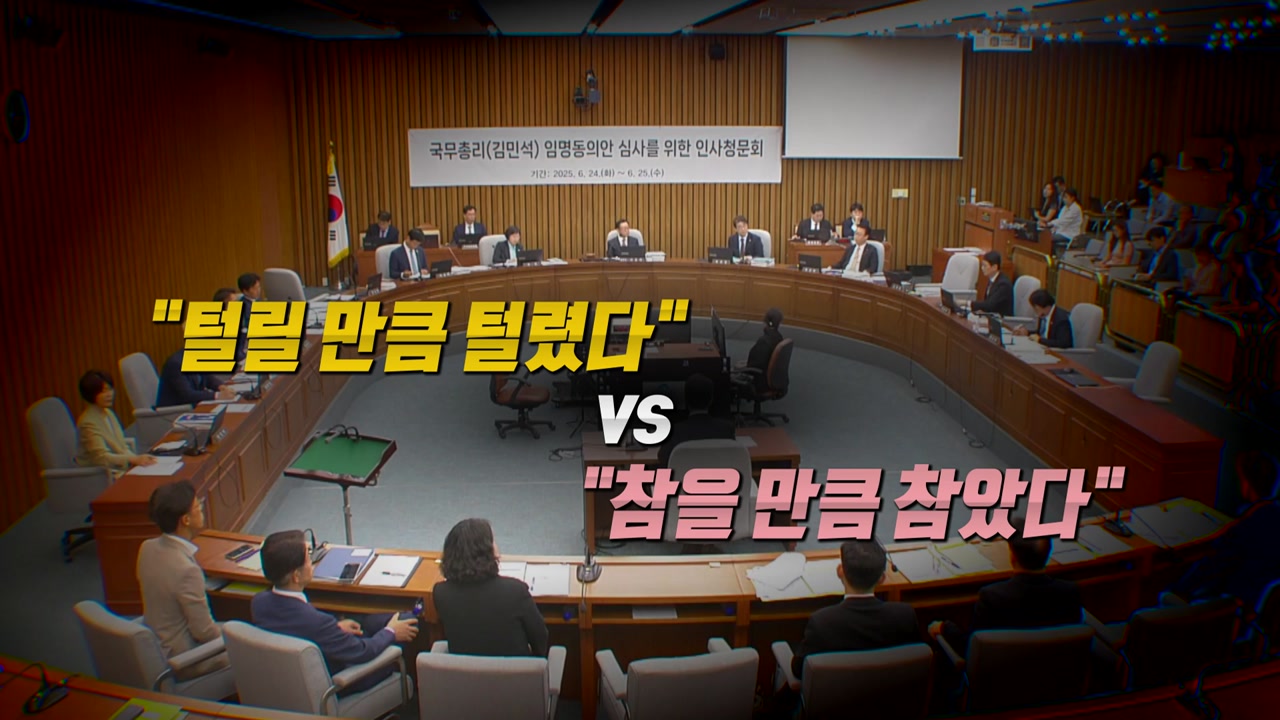 국무총리(김민석) 임명동의안 심사를 위한 인사청문회
기간: 2025. 6. 24.(화) ~ 6. 25.(수)
"털릴 만큼 털렸다"
vs
"참을 만큼 참았다"